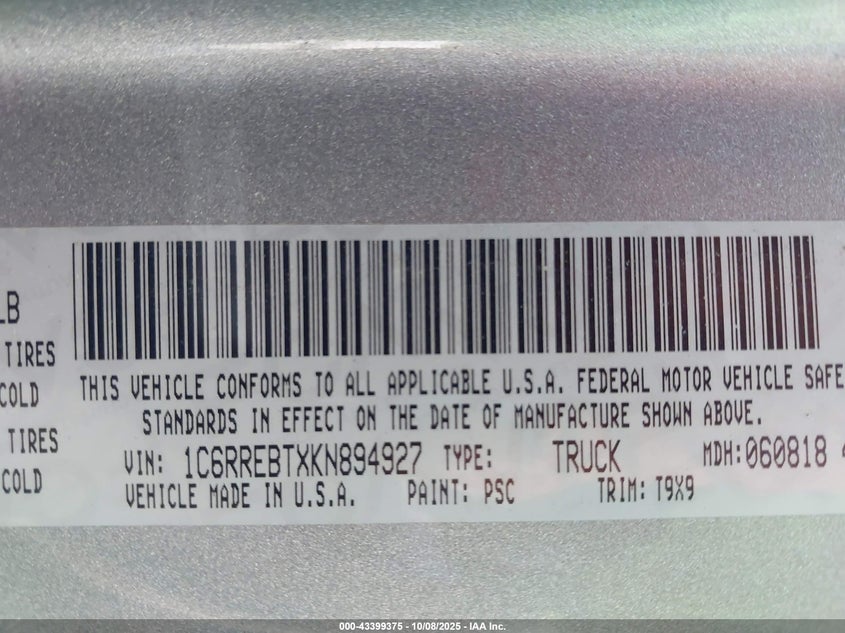 LB
TIRES
COLD
TIRES
COLD
THIS VEHICLE CONFORMS TO ALL APPLICABLE U.S.A. FEDERAL MOTOR VEHICLE SAFE
STANDARDS IN EFFECT ON THE DATE OF MANUFACTURE SHOWN ABOVE.
VIN: 1C6RREBTXKN894927 TYPE: TRUCK MDH:060818 4
VEHICLE MADE IN U.S.A. PAINT: PSC TRIM: T9X9
000-43399375 - 10/08/2025 - IAA Inc.